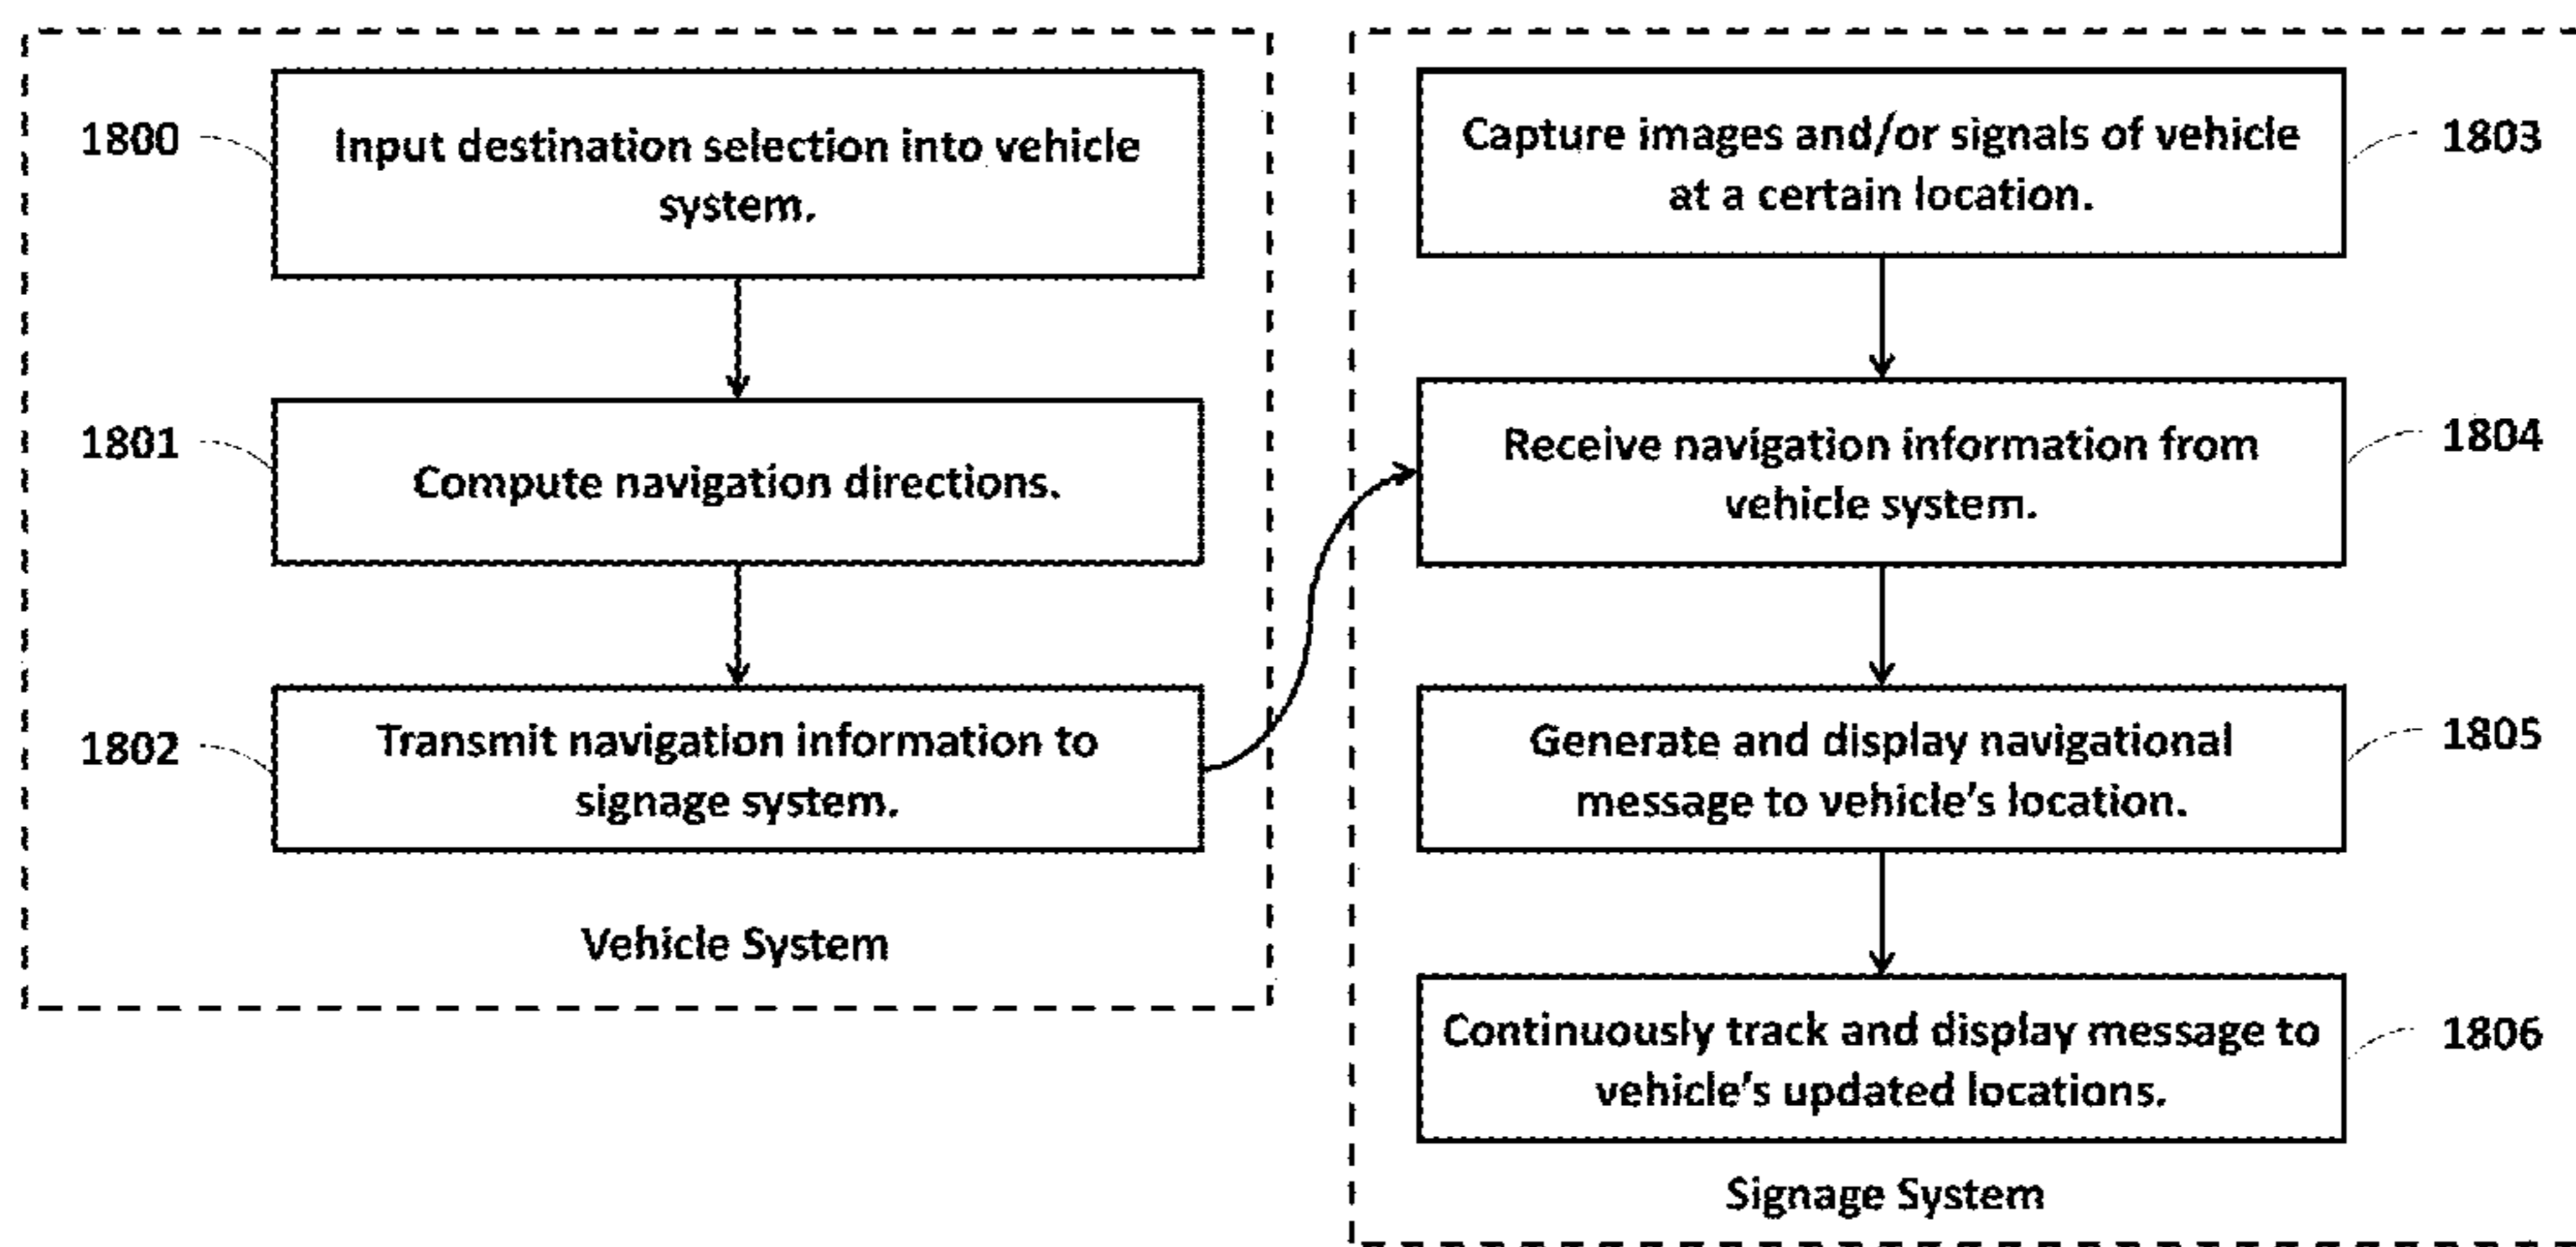 1800
Input destination selection into vehicle
system.
1801
Compute navigation directions.
1802
Transmit navigation information to
signage system.
Vehicle System
Capture images and/or signals of vehicle
at a certain location.
1803
Receive navigation information from
vehicle system.
1804
Generate and display navigational
message to vehicle's location.
1805
Continuously track and display message to
vehicle's updated locations.
1806
Signage System